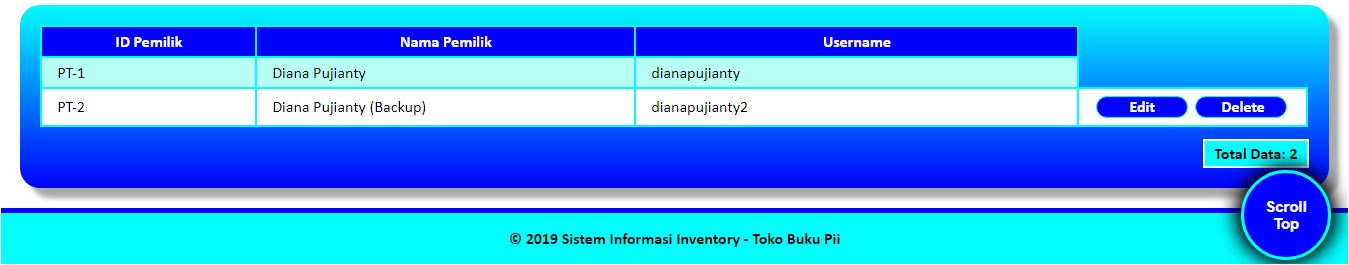 ID Pemilik Nama Pemilik Username
PT-1 Diana Pujianty dianapujianty
PT-2 Diana Pujianty (Backup) dianapujianty2 Edit Delete
Total Data: 2
Scroll
Top
© 2019 Sistem Informasi Inventory - Toko Buku Pii